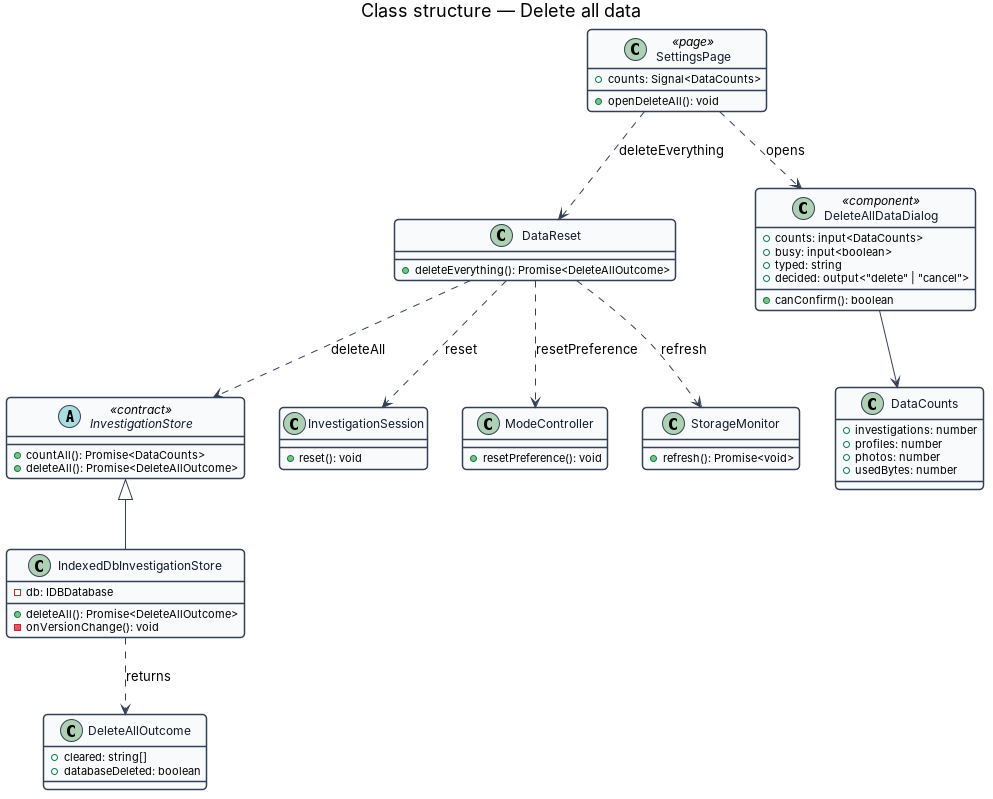 Class structure — Delete all data
C
«page»
SettingsPage
counts: Signal<DataCounts>
openDeleteAll(): void
deleteEverything
opens
C
DataReset
deleteEverything(): Promise<DeleteAllOutcome>
C
«component»
DeleteAllDataDialog
counts: input<DataCounts>
busy: input<boolean>
typed: string
decided: output<"delete" | "cancel">
canConfirm(): boolean
deleteAll
reset
resetPreference
refresh
A
«contract»
InvestigationStore
countAll(): Promise<DataCounts>
deleteAll(): Promise<DeleteAllOutcome>
C
InvestigationSession
reset(): void
C
ModeController
resetPreference(): void
C
StorageMonitor
refresh(): Promise<void>
C
DataCounts
investigations: number
profiles: number
photos: number
usedBytes: number
C
IndexedDbInvestigationStore
db: IDBDatabase
deleteAll(): Promise<DeleteAllOutcome>
onVersionChange(): void
returns
C
DeleteAllOutcome
cleared: string[]
databaseDeleted: boolean